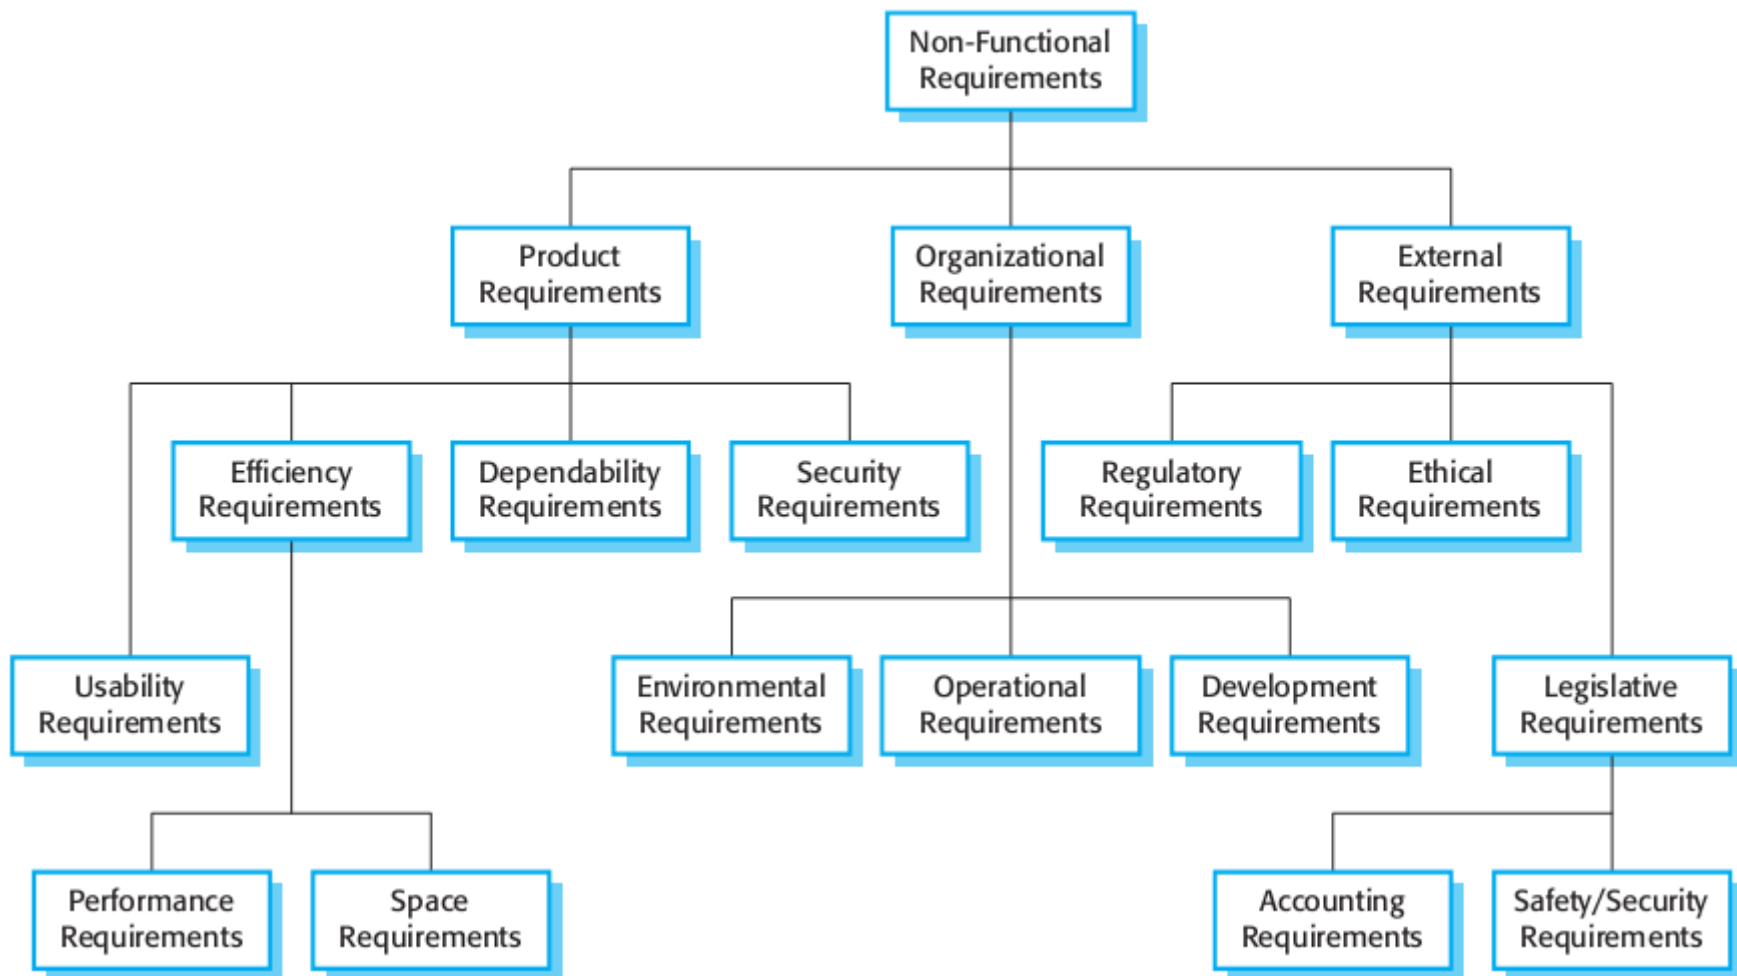 Non-Functional
Requirements
Product
Requirements
Organizational
Requirements
External
Requirements
Efficiency
Requirements
Dependability
Requirements
Security
Requirements
Regulatory
Requirements
Ethical
Requirements
Usability
Requirements
Environmental
Requirements
Operational
Requirements
Development
Requirements
Legislative
Requirements
Performance
Requirements
Space
Requirements
Accounting
Requirements
Safety/Security
Requirements